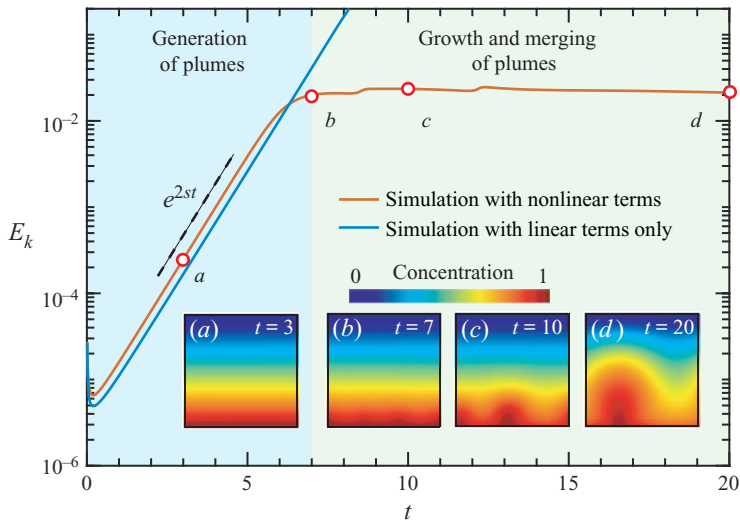 Generation
of plumes
Growth and merging
of plumes
10⁻²
b
c
d
e²ˢᵗ
Simulation with nonlinear terms
Simulation with linear terms only
E_k
a
0 Concentration 1
10⁻⁴
(a) t = 3
(b) t = 7
(c) t = 10
(d) t = 20
10⁻⁶
0 5 10 15 20
t